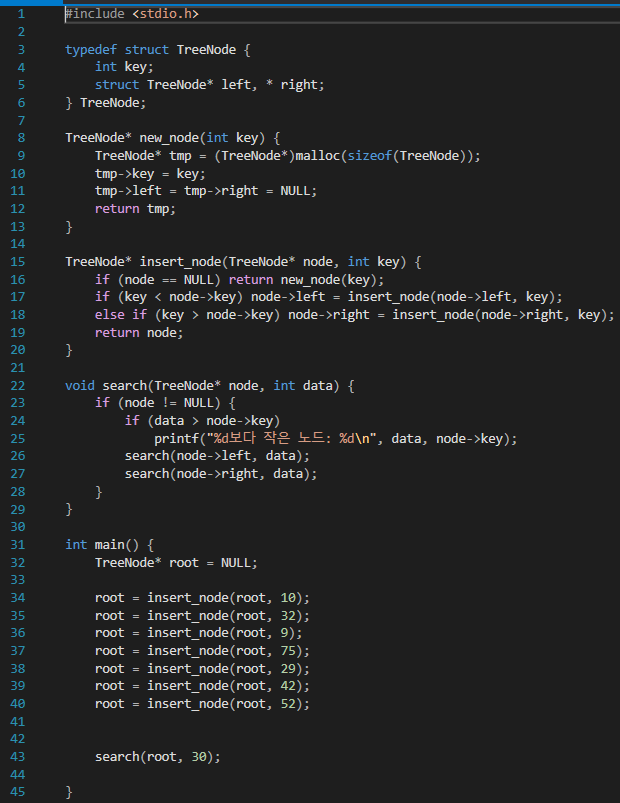 1 #include <stdio.h>
2
3 typedef struct TreeNode {
4     int key;
5     struct TreeNode* left, * right;
6 } TreeNode;
7
8 TreeNode* new_node(int key) {
9     TreeNode* tmp = (TreeNode*)malloc(sizeof(TreeNode));
10     tmp->key = key;
11     tmp->left = tmp->right = NULL;
12     return tmp;
13 }
14
15 TreeNode* insert_node(TreeNode* node, int key) {
16     if (node == NULL) return new_node(key);
17     if (key < node->key) node->left = insert_node(node->left, key);
18     else if (key > node->key) node->right = insert_node(node->right, key);
19     return node;
20 }
21
22 void search(TreeNode* node, int data) {
23     if (node != NULL) {
24         if (data > node->key)
25             printf("%d보다 작은 노드: %d\n", data, node->key);
26         search(node->left, data);
27         search(node->right, data);
28     }
29 }
30
31 int main() {
32     TreeNode* root = NULL;
33
34     root = insert_node(root, 10);
35     root = insert_node(root, 32);
36     root = insert_node(root, 9);
37     root = insert_node(root, 75);
38     root = insert_node(root, 29);
39     root = insert_node(root, 42);
40     root = insert_node(root, 52);
41
42
43     search(root, 30);
44
45 }